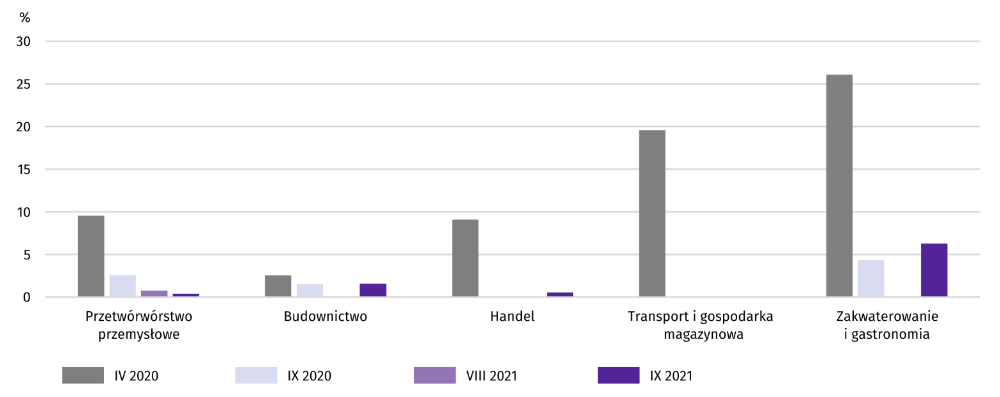 %
30
25
20
15
10
5
0
Przetwórwórstwo
przemysłowe
Budownictwo
Handel
Transport i gospodarka
magazynowa
Zakwaterowanie
i gastronomia
IV 2020
IX 2020
VIII 2021
IX 2021